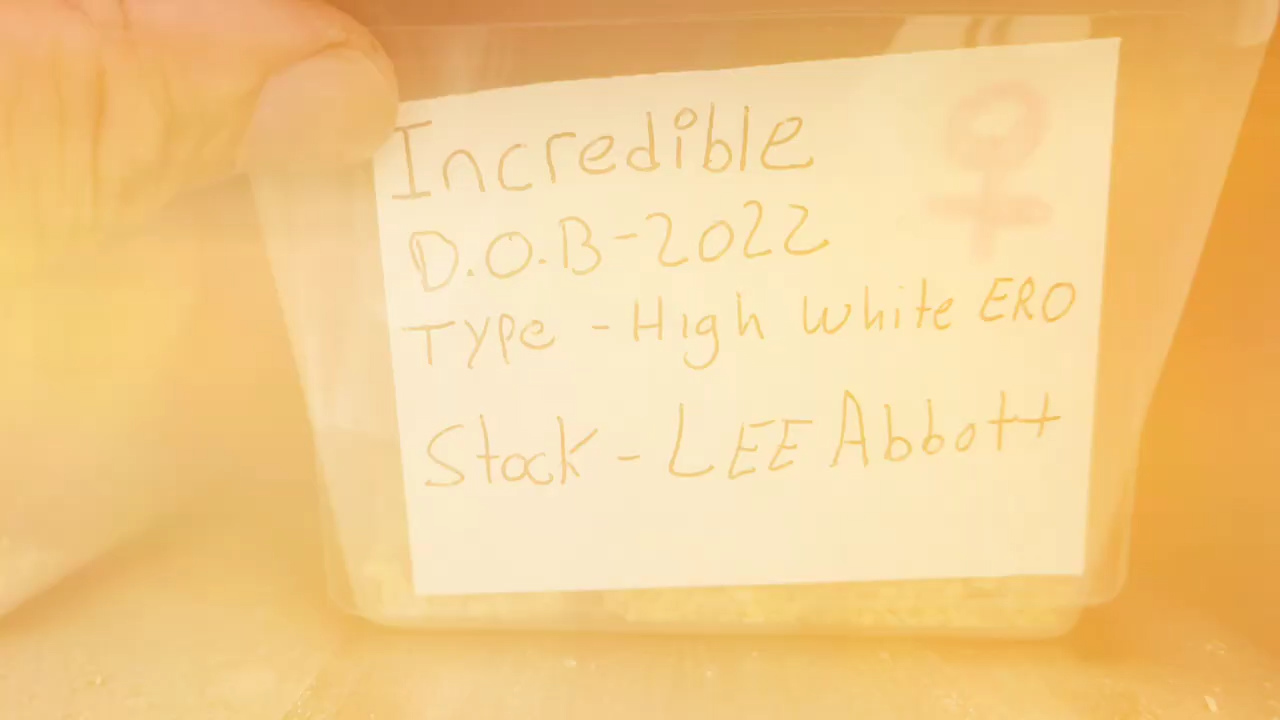 Incredible
D.O.B-2022
Type - High White ERO
Stock - LEE Abbott